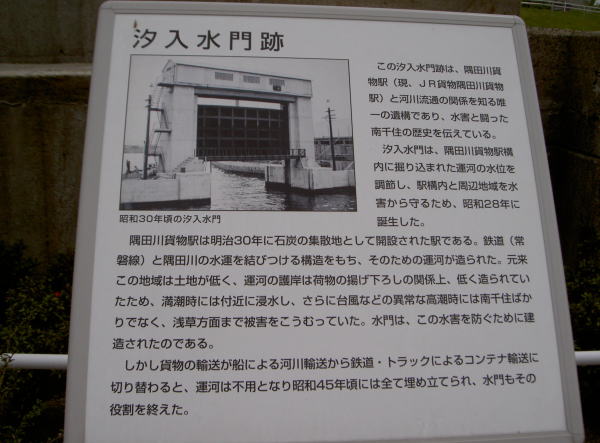 汐入水門跡
この汐入水門跡は、隅田川貨
物駅（現、ＪＲ貨物隅田川貨物
駅）と河川流通の関係を知る唯
一の遺構であり、水害と闘った
南千住の歴史を伝えている。
汐入水門は、隅田川貨物駅構
内に掘り込まれた運河の水位を
調節し、駅構内と周辺地域を水
害から守るため、昭和28年に
誕生した。
昭和30年頃の汐入水門
隅田川貨物駅は明治30年に石炭の集散地として開設された駅である。鉄道（常
磐線）と隅田川の水運を結びつける構造をもち、そのための運河が造られた。元来
この地域は土地が低く、運河の護岸は荷物の揚げ下ろしの関係上、低く造られてい
たため、満潮時には付近に浸水し、さらに台風などの異常な高潮時には南千住ばか
りでなく、浅草方面まで被害をこうむっていた。水門は、この水害を防ぐために建
造されたのである。
しかし貨物の輸送が船による河川輸送から鉄道・トラックによるコンテナ輸送に
切り替わると、運河は不用となり昭和45年頃には全て埋め立てられ、水門もその
役割を終えた。